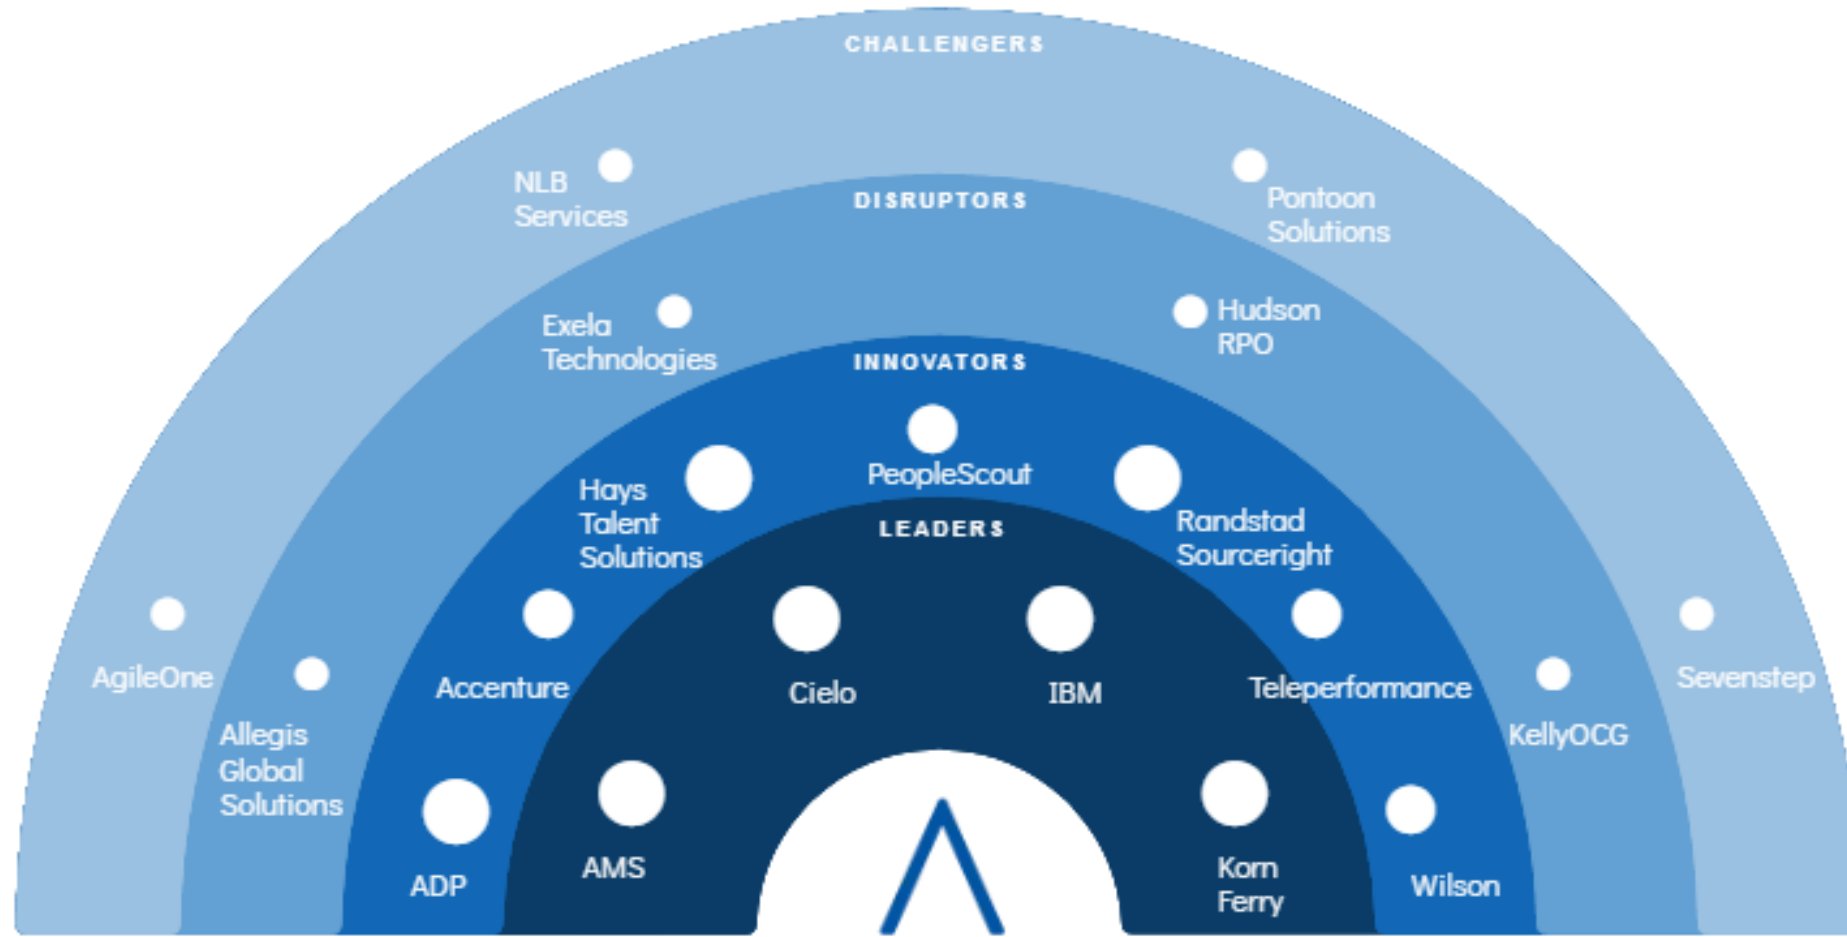 CHALLENGERS
NLB
Services
Pontoon
Solutions
AgileOne
Sevenstep
DISRUPTORS
Exela
Technologies
Hudson
RPO
Allegis
Global
Solutions
KellyOCG
INNOVATORS
PeopleScout
Hays
Talent
Solutions
Randstad
Sourceright
Accenture
Teleperformance
ADP
Wilson
LEADERS
Cielo
IBM
AMS
Korn
Ferry